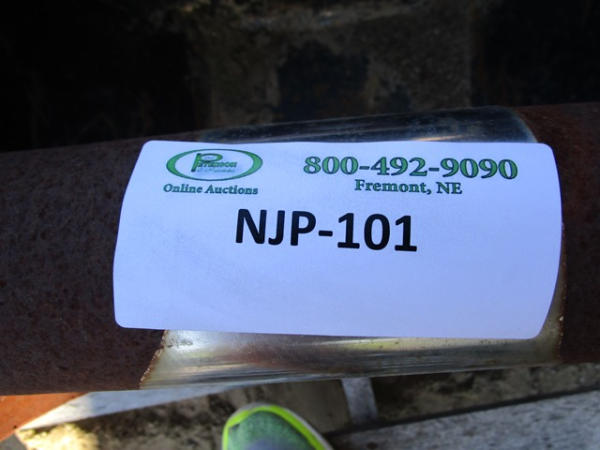 800-492-9090
Online Auctions
Fremont, NE
NJP-101